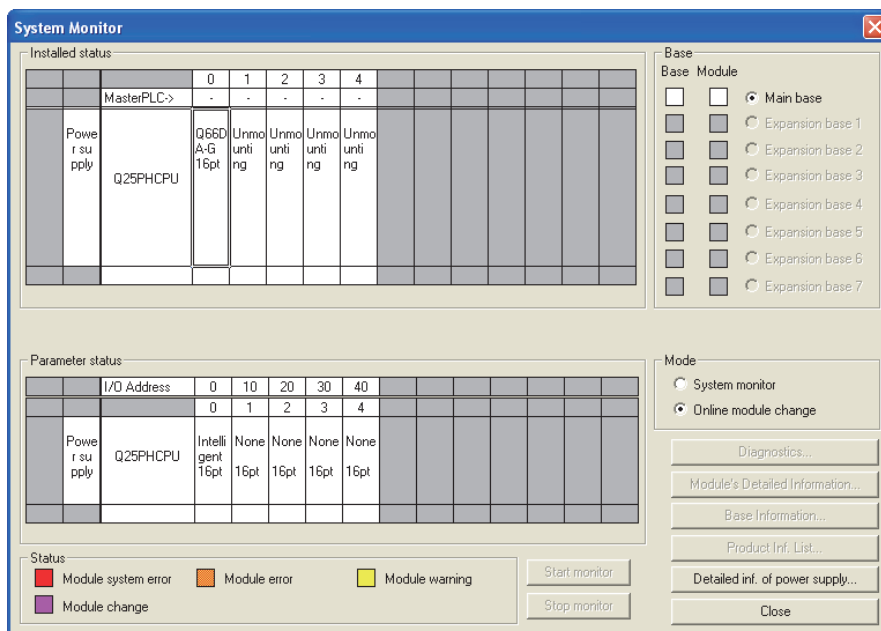 System Monitor
Installed status
0 1 2 3 4
MasterPLC-> - - - - -
Powe Q66D Unmo Unmo Unmo Unmo
r su A-G unti unti unti unti
pply 16pt ng ng ng ng
Q25PHCPU
Base
Base Module
Main base
Expansion base 1
Expansion base 2
Expansion base 3
Expansion base 4
Expansion base 5
Expansion base 6
Expansion base 7
Parameter status
I/O Address 0 10 20 30 40
0 1 2 3 4
Powe Intelli None None None None
r su Q25PHCPU gent
pply 16pt 16pt 16pt 16pt 16pt
Mode
System monitor
Online module change
Diagnostics...
Module's Detailed Information...
Base Information...
Product Inf. List...
Detailed inf. of power supply...
Close
Status
Module system error Module error Module warning
Module change
Start monitor
Stop monitor